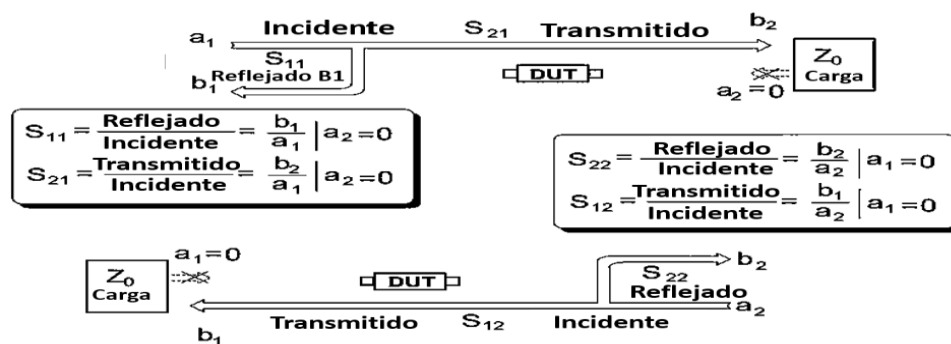 Incidente S₂₁ Transmitido b₂
a₁
S₁₁
Reflejado B1
b₁
DUT
Z₀
Carga
a₂=0
S₁₁ = Reflejado / Incidente = b₁ / a₁ | a₂=0
S₂₁ = Transmitido / Incidente = b₂ / a₁ | a₂=0
S₂₂ = Reflejado / Incidente = b₂ / a₂ | a₁=0
S₁₂ = Transmitido / Incidente = b₁ / a₂ | a₁=0
a₁=0
Z₀
Carga
DUT
b₂
S₂₂
Reflejado
a₂
b₁
Transmitido S₁₂ Incidente